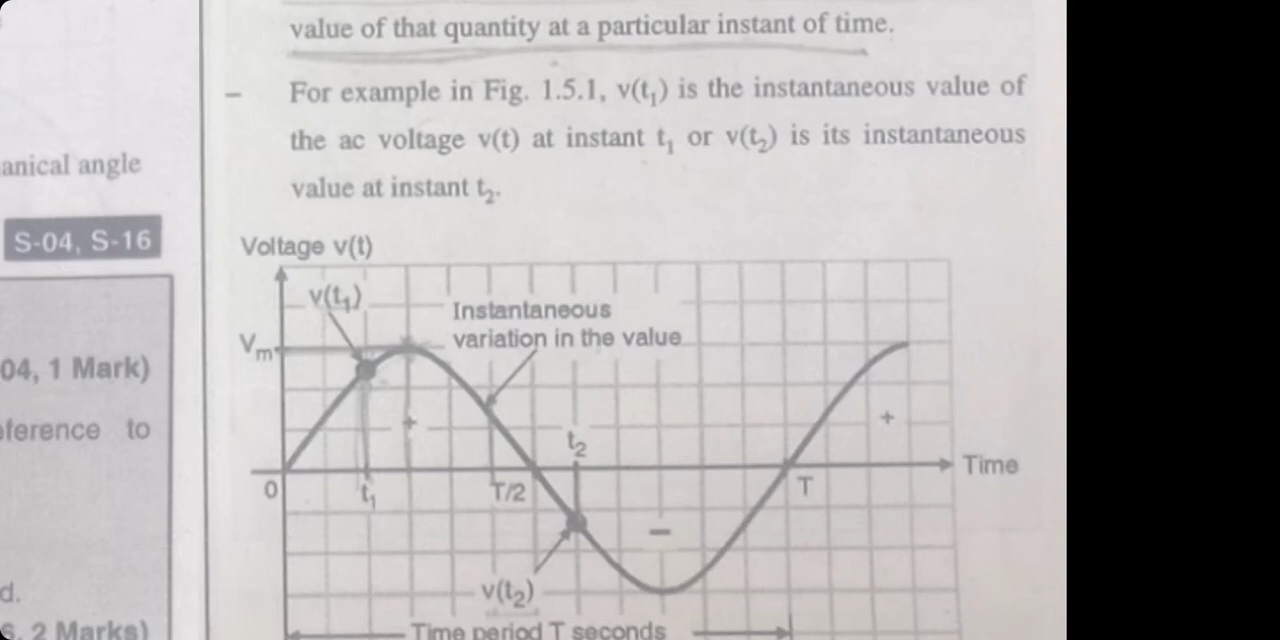 value of that quantity at a particular instant of time.
– For example in Fig. 1.5.1, v(t₁) is the instantaneous value of
the ac voltage v(t) at instant t₁ or v(t₂) is its instantaneous
value at instant t₂.
anical angle
S-04, S-16
04, 1 Mark)
ference to
d.
2 Marks)
Voltage v(t)
v(t₁)
Instantaneous
variation in the value
Vₘ
+
t₂
+
Time
0
t₁
T/2
T
–
v(t₂)
Time period T seconds